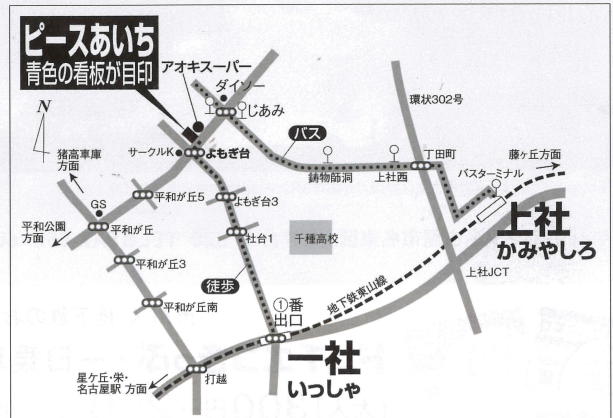 ピースあいち
青色の看板が目印
アオキスーパー
ダイソー
じあみ
環状302号
N
バス
猪高車庫
方面
サークルK
よもぎ台
丁田町
藤ヶ丘方面
鋳物師洞
上社西
バスターミナル
平和が丘5
よもぎ台3
GS
平和公園
方面
平和が丘
社台1
千種高校
上社
かみやしろ
平和が丘3
徒歩
上社JCT
地下鉄東山線
平和が丘南
①番
出口
一社
いっしゃ
星ケ丘・栄・
名古屋駅 方面
打越